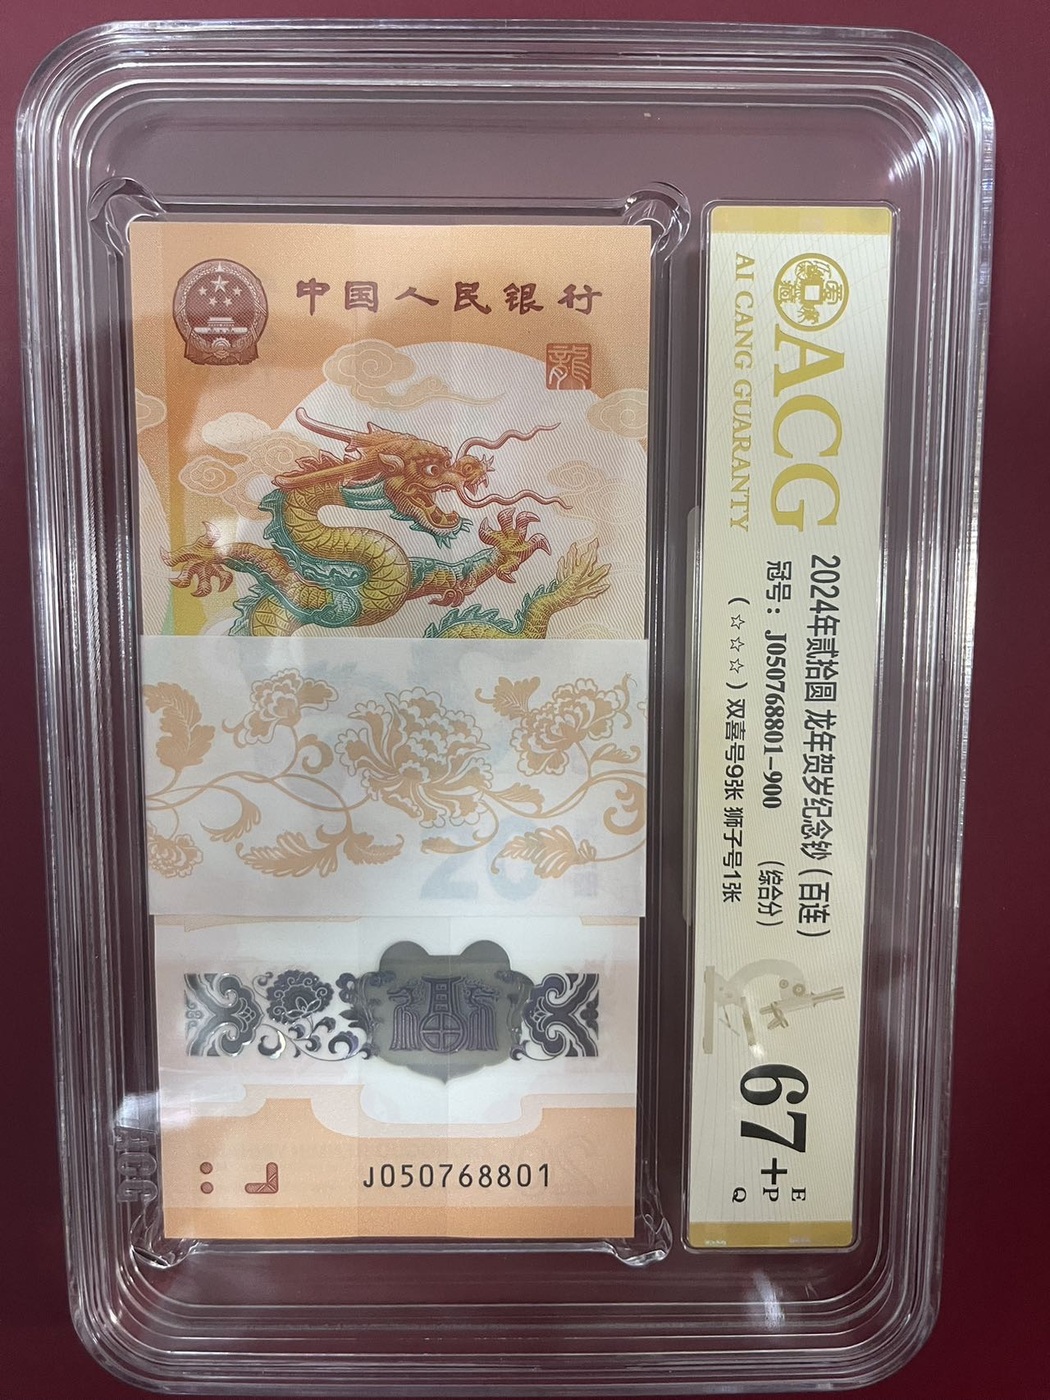 中国人民银行
龍
J050768801
ACG
AI CANG GUARANTY
2024年贰拾圆 龙年贺岁纪念钞（百连）
冠号：J050768801-900 （综合分）
（☆☆☆）双喜号9张 狮子号1张
67+
E
P
Q